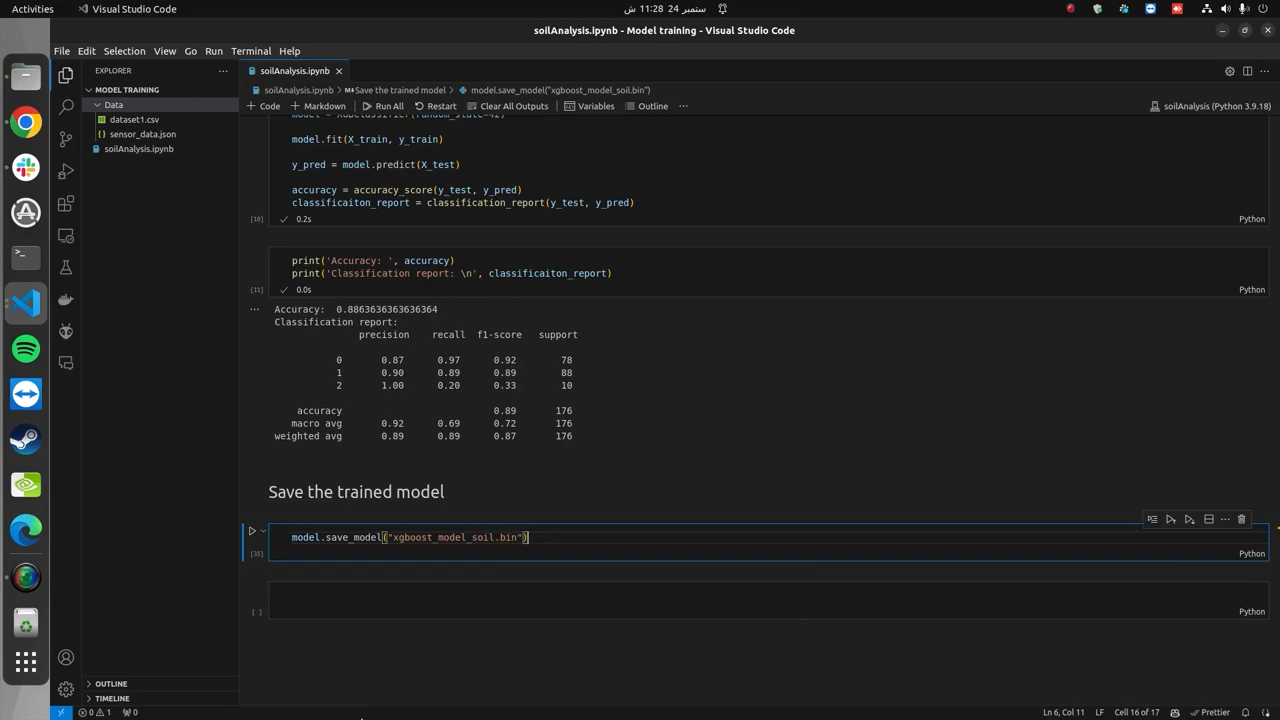 Activities
Visual Studio Code
ستمبر 24 11:28 ش
soilAnalysis.ipynb - Model training - Visual Studio Code
File Edit Selection View Go Run Terminal Help
EXPLORER
soilAnalysis.ipynb
MODEL TRAINING
soilAnalysis.ipynb > Save the trained model > model.save_model("xgboost_model_soil.bin")
Data
Code Markdown Run All Restart Clear All Outputs Variables Outline
soilAnalysis (Python 3.9.18)
dataset1.csv
sensor_data.json
soilAnalysis.ipynb
model = XGBClassifier(random_state=42)
model.fit(X_train, y_train)
y_pred = model.predict(X_test)
accuracy = accuracy_score(y_test, y_pred)
classificaiton_report = classification_report(y_test, y_pred)
[10] 0.2s Python
print('Accuracy: ', accuracy)
print('Classification report: \n', classificaiton_report)
[11] 0.0s Python
Accuracy: 0.8863636363636364
Classification report:
precision recall f1-score support
0 0.87 0.97 0.92 78
1 0.90 0.89 0.89 88
2 1.00 0.20 0.33 10
accuracy 0.89 176
macro avg 0.92 0.69 0.72 176
weighted avg 0.89 0.89 0.87 176
Save the trained model
model.save_model("xgboost_model_soil.bin")
[35] Python
[ ] Python
OUTLINE
TIMELINE
0 1 0
Ln 6, Col 11 LF Cell 16 of 17 Prettier